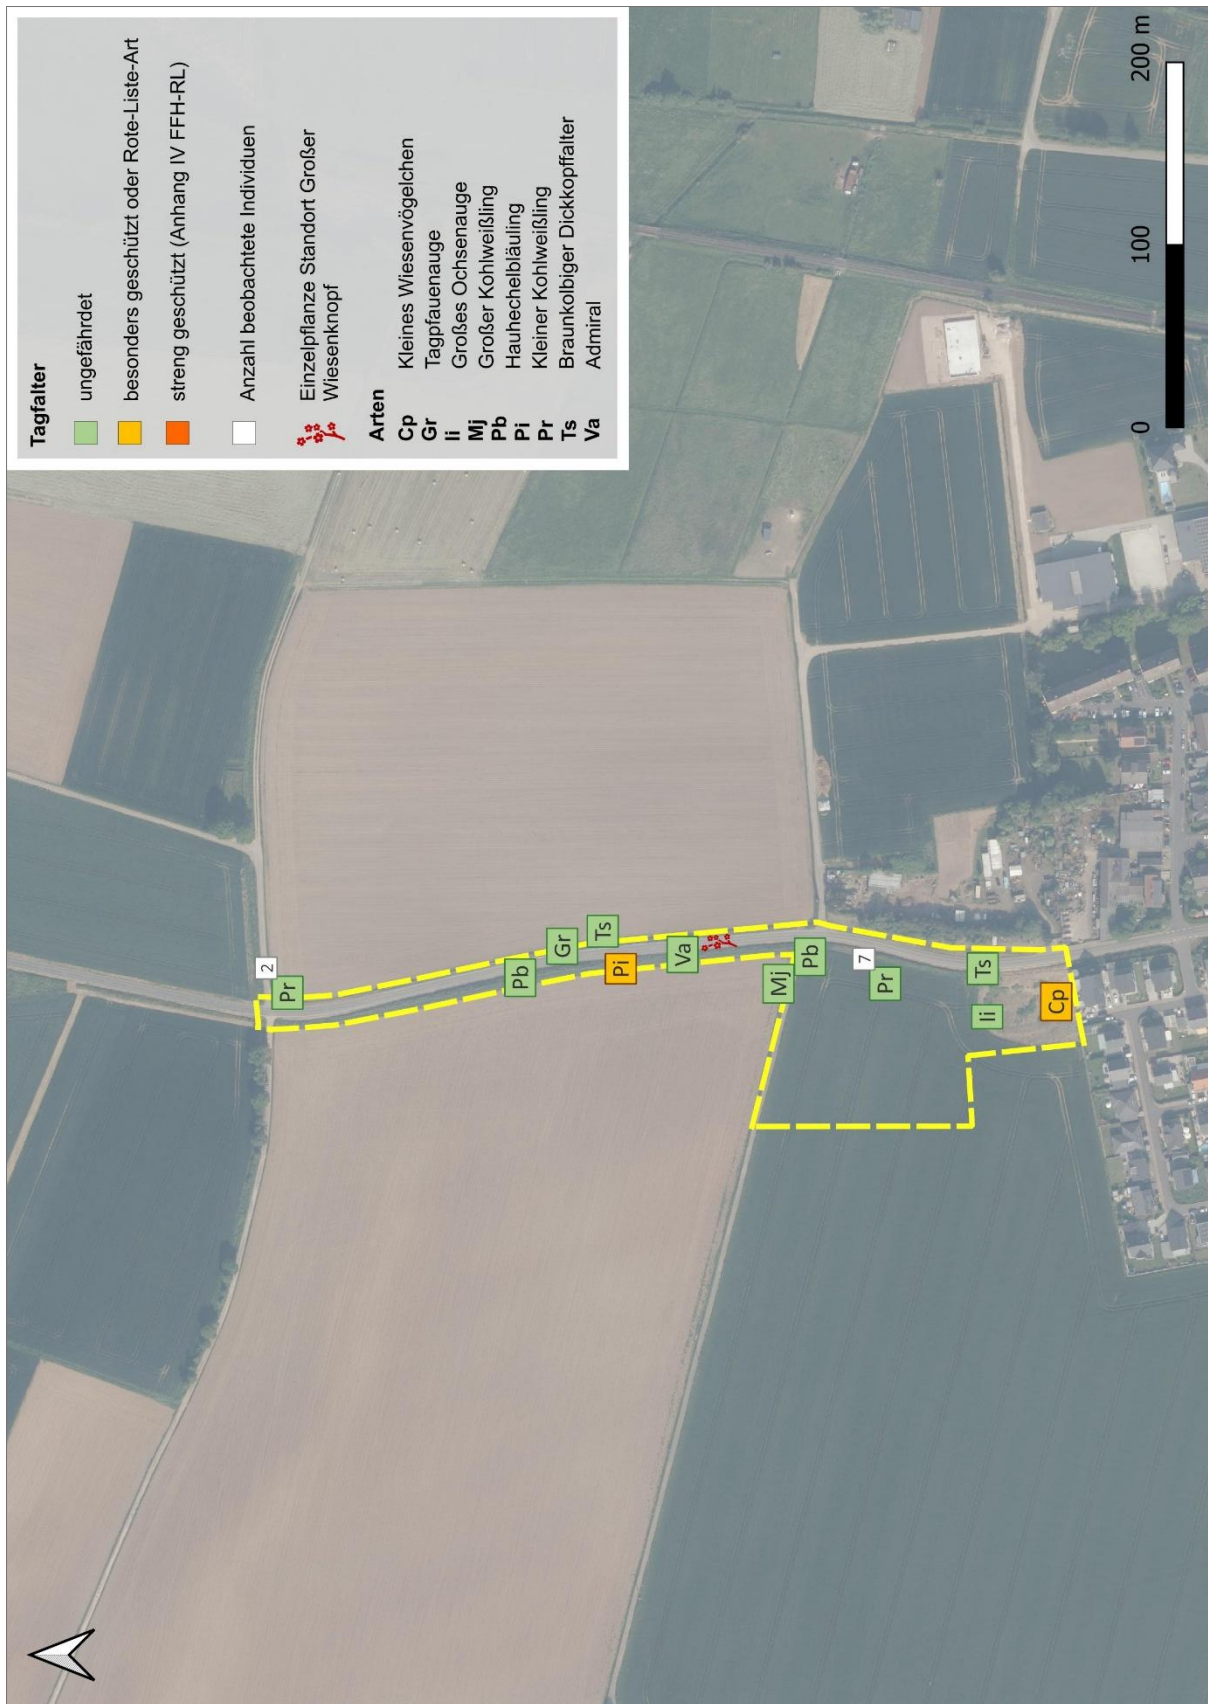 Tagfalter
ungefährdet
besonders geschützt oder Rote-Liste-Art
streng geschützt (Anhang IV FFH-RL)
Anzahl beobachtete Individuen
Einzelpflanze Standort Großer
Wiesenknopf
Arten
Cp
Gr
Ii
Mj
Pb
Pi
Pr
Ts
Va
Kleines Wiesenvögelchen
Tagpfauenauge
Großes Ochsenauge
Großer Kohlweißling
Hauhechelbläuling
Kleiner Kohlweißling
Braunkolbiger Dickkopffalter
Admiral
2
Pr
Gr
Ts
Pb
Pi
Va
Mj
Pb
7
Pr
Ts
Ii
Cp
0
100
200 m